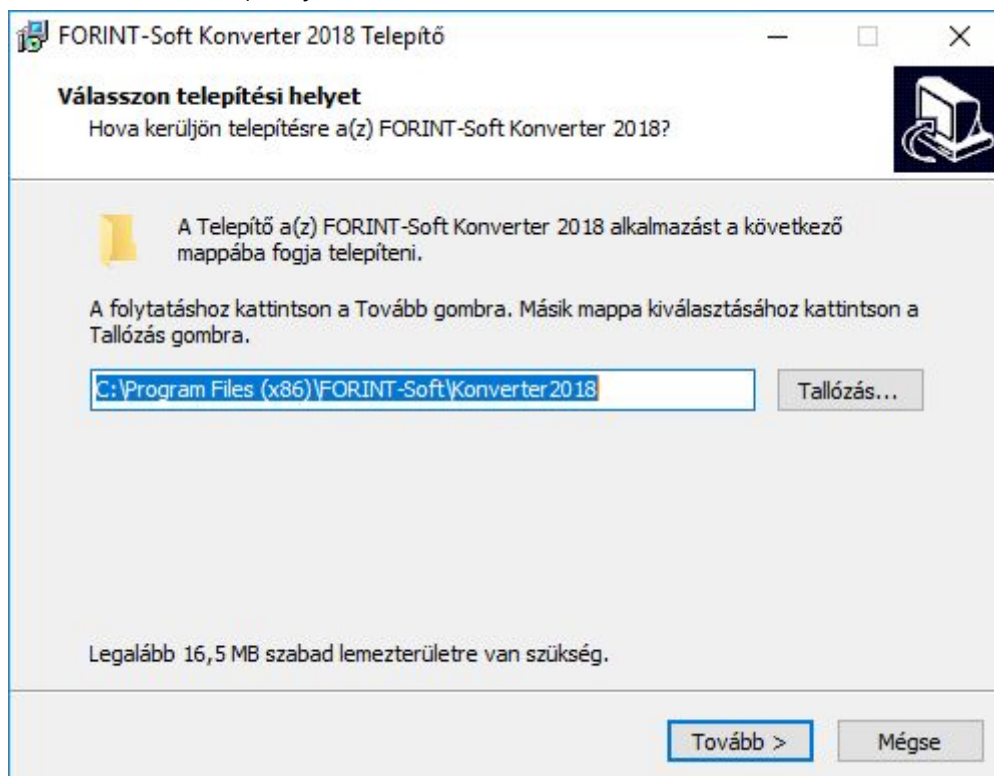 FORINT-Soft Konverter 2018 Telepítő
Válasszon telepítési helyet
Hova kerüljön telepítésre a(z) FORINT-Soft Konverter 2018?
A Telepítő a(z) FORINT-Soft Konverter 2018 alkalmazást a következő
mappába fogja telepíteni.
A folytatáshoz kattintson a Tovább gombra. Másik mappa kiválasztásához kattintson a
Tallózás gombra.
C:\Program Files (x86)\FORINT-Soft\Konverter2018
Tallózás...
Legalább 16,5 MB szabad lemezterületre van szükség.
Tovább >
Mégse